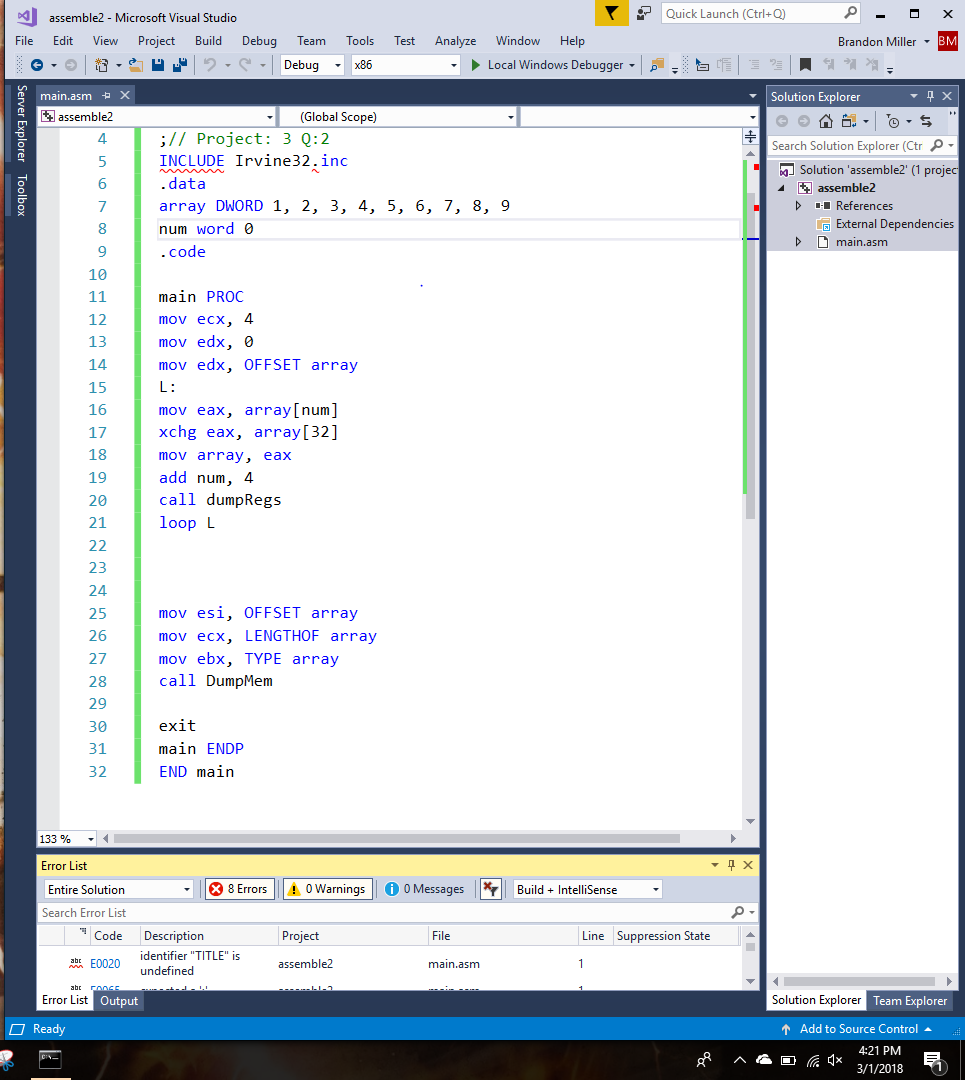 assemble2 - Microsoft Visual Studio
Quick Launch (Ctrl+Q)
File Edit View Project Build Debug Team Tools Test Analyze Window Help
Brandon Miller BM
Debug x86 Local Windows Debugger
Server Explorer
Toolbox
main.asm
assemble2 (Global Scope)
4 ;// Project: 3 Q:2
5 INCLUDE Irvine32.inc
6 .data
7 array DWORD 1, 2, 3, 4, 5, 6, 7, 8, 9
8 num word 0
9 .code
10
11 main PROC
12 mov ecx, 4
13 mov edx, 0
14 mov edx, OFFSET array
15 L:
16 mov eax, array[num]
17 xchg eax, array[32]
18 mov array, eax
19 add num, 4
20 call dumpRegs
21 loop L
22
23
24
25 mov esi, OFFSET array
26 mov ecx, LENGTHOF array
27 mov ebx, TYPE array
28 call DumpMem
29
30 exit
31 main ENDP
32 END main
133 %
Solution Explorer
Search Solution Explorer (Ctr
Solution 'assemble2' (1 projec
assemble2
References
External Dependencies
main.asm
Solution Explorer Team Explorer
Error List
Entire Solution 8 Errors 0 Warnings 0 Messages Build + IntelliSense
Search Error List
Code Description Project File Line Suppression State
abc E0020 identifier "TITLE" is undefined assemble2 main.asm 1
Error List Output
Ready Add to Source Control
4:21 PM
3/1/2018
1